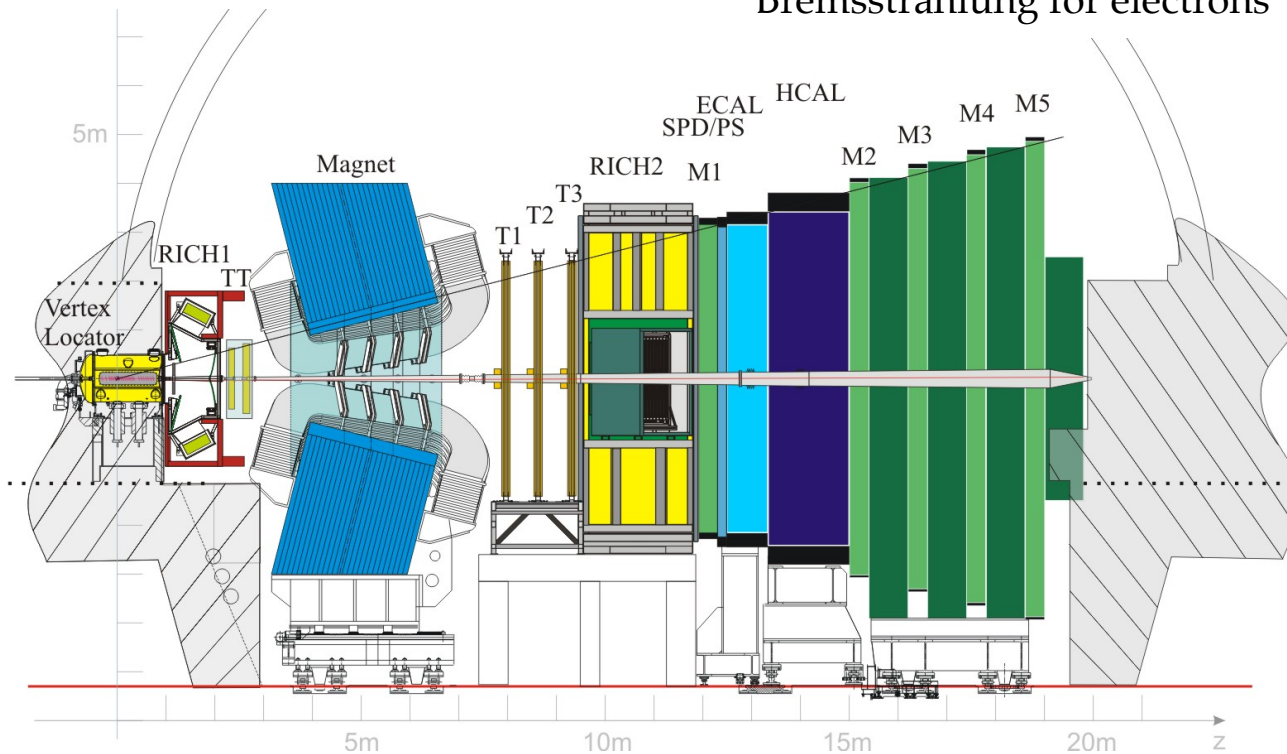 Bremsstrahlung for electrons
5m
Magnet
RICH1
TT
Vertex
Locator
T1
T2
T3
RICH2
SPD/PS
ECAL
HCAL
M1
M2
M3
M4
M5
5m
10m
15m
20m
z